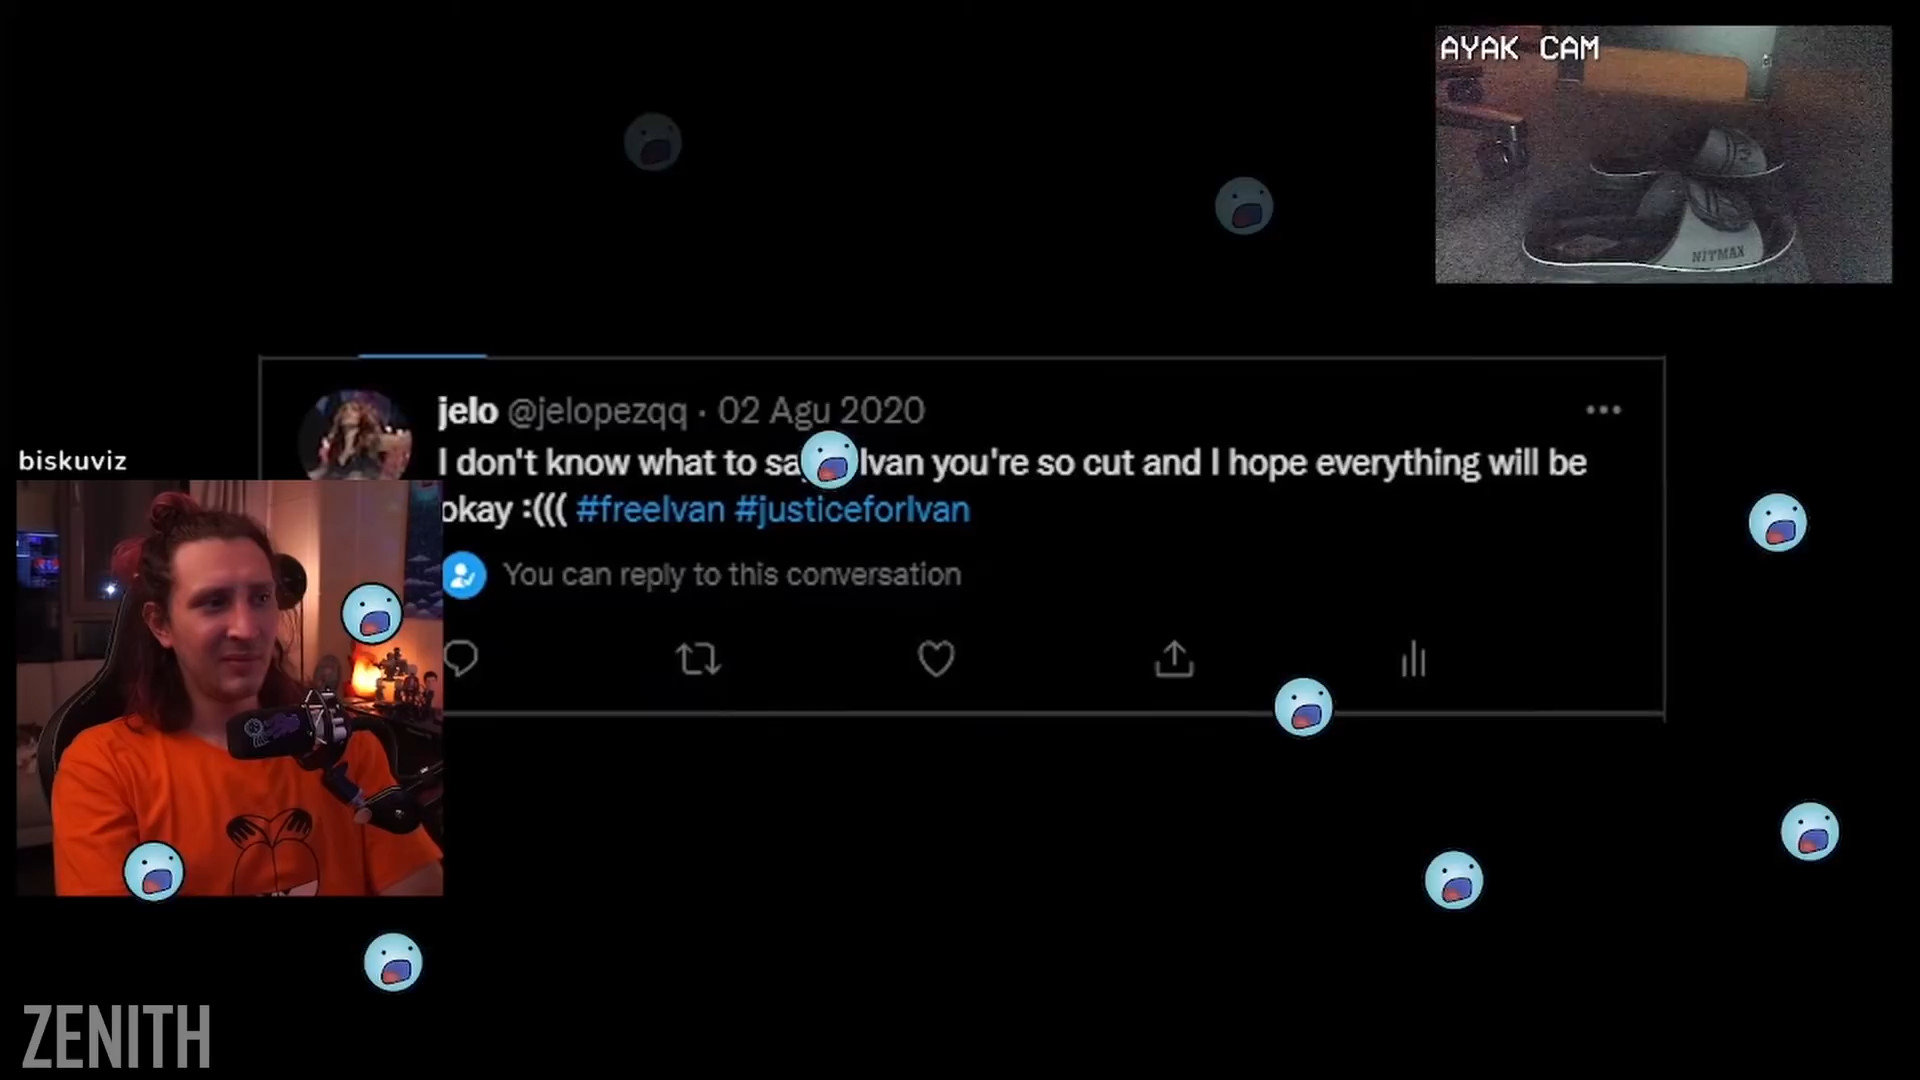 AYAK CAM
NITMAX
jelo @jelopezqq · 02 Agu 2020
I don't know what to sa Ivan you're so cut and I hope everything will be
okay :((( #freeIvan #justiceforIvan
You can reply to this conversation
biskuviz
ZENITH